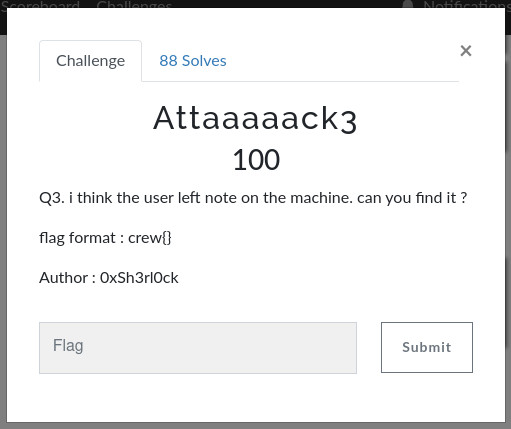 Scoreboard Challenges Notifications
Challenge 88 Solves ×
Attaaaaaack3
100
Q3. i think the user left note on the machine. can you find it ?
flag format : crew{}
Author : 0xSh3rl0ck
Flag Submit